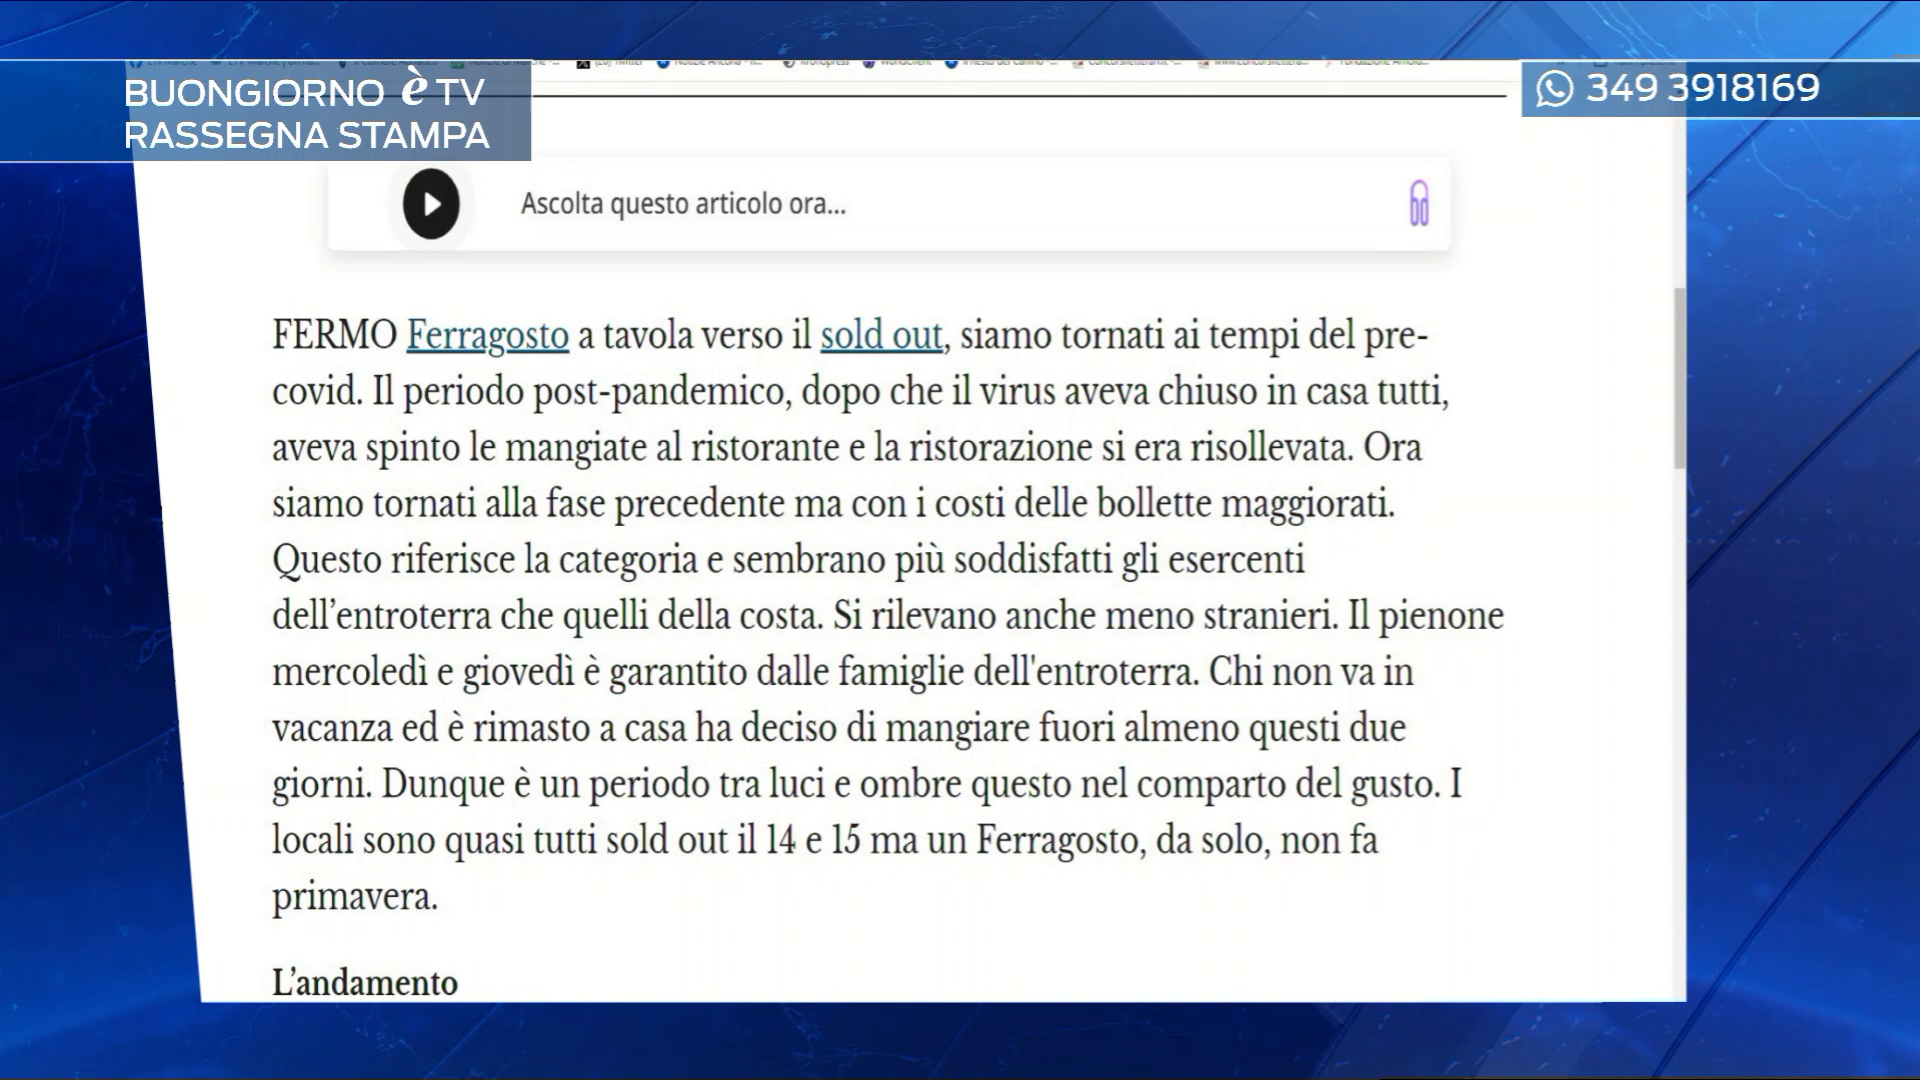 BUONGIORNO è TV
RASSEGNA STAMPA
349 3918169
Ascolta questo articolo ora...
FERMO Ferragosto a tavola verso il sold out, siamo tornati ai tempi del pre-
covid. Il periodo post-pandemico, dopo che il virus aveva chiuso in casa tutti,
aveva spinto le mangiate al ristorante e la ristorazione si era risollevata. Ora
siamo tornati alla fase precedente ma con i costi delle bollette maggiorati.
Questo riferisce la categoria e sembrano più soddisfatti gli esercenti
dell’entroterra che quelli della costa. Si rilevano anche meno stranieri. Il pienone
mercoledì e giovedì è garantito dalle famiglie dell'entroterra. Chi non va in
vacanza ed è rimasto a casa ha deciso di mangiare fuori almeno questi due
giorni. Dunque è un periodo tra luci e ombre questo nel comparto del gusto. I
locali sono quasi tutti sold out il 14 e 15 ma un Ferragosto, da solo, non fa
primavera.
L’andamento